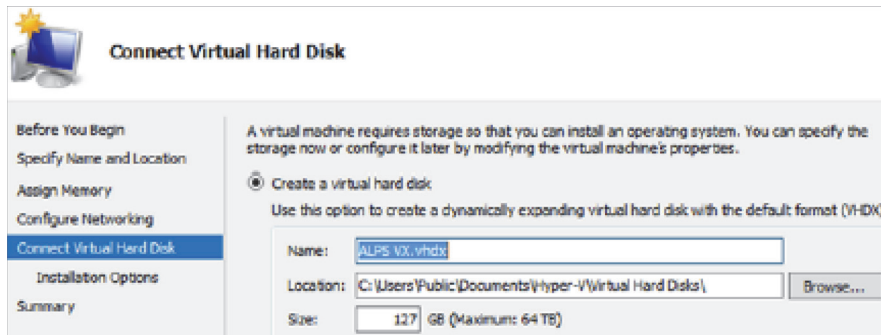 Connect Virtual Hard Disk
Before You Begin
Specify Name and Location
Assign Memory
Configure Networking
Connect Virtual Hard Disk
Installation Options
Summary
A virtual machine requires storage so that you can install an operating system. You can specify the
storage now or configure it later by modifying the virtual machine's properties.
Create a virtual hard disk
Use this option to create a dynamically expanding virtual hard disk with the default format (VHDX)
Name: ALPS VX.vhdx
Location: C:\Users\Public\Documents\Hyper-V\Virtual Hard Disks\ Browse...
Size: 127 GB (Maximum: 64 TB)